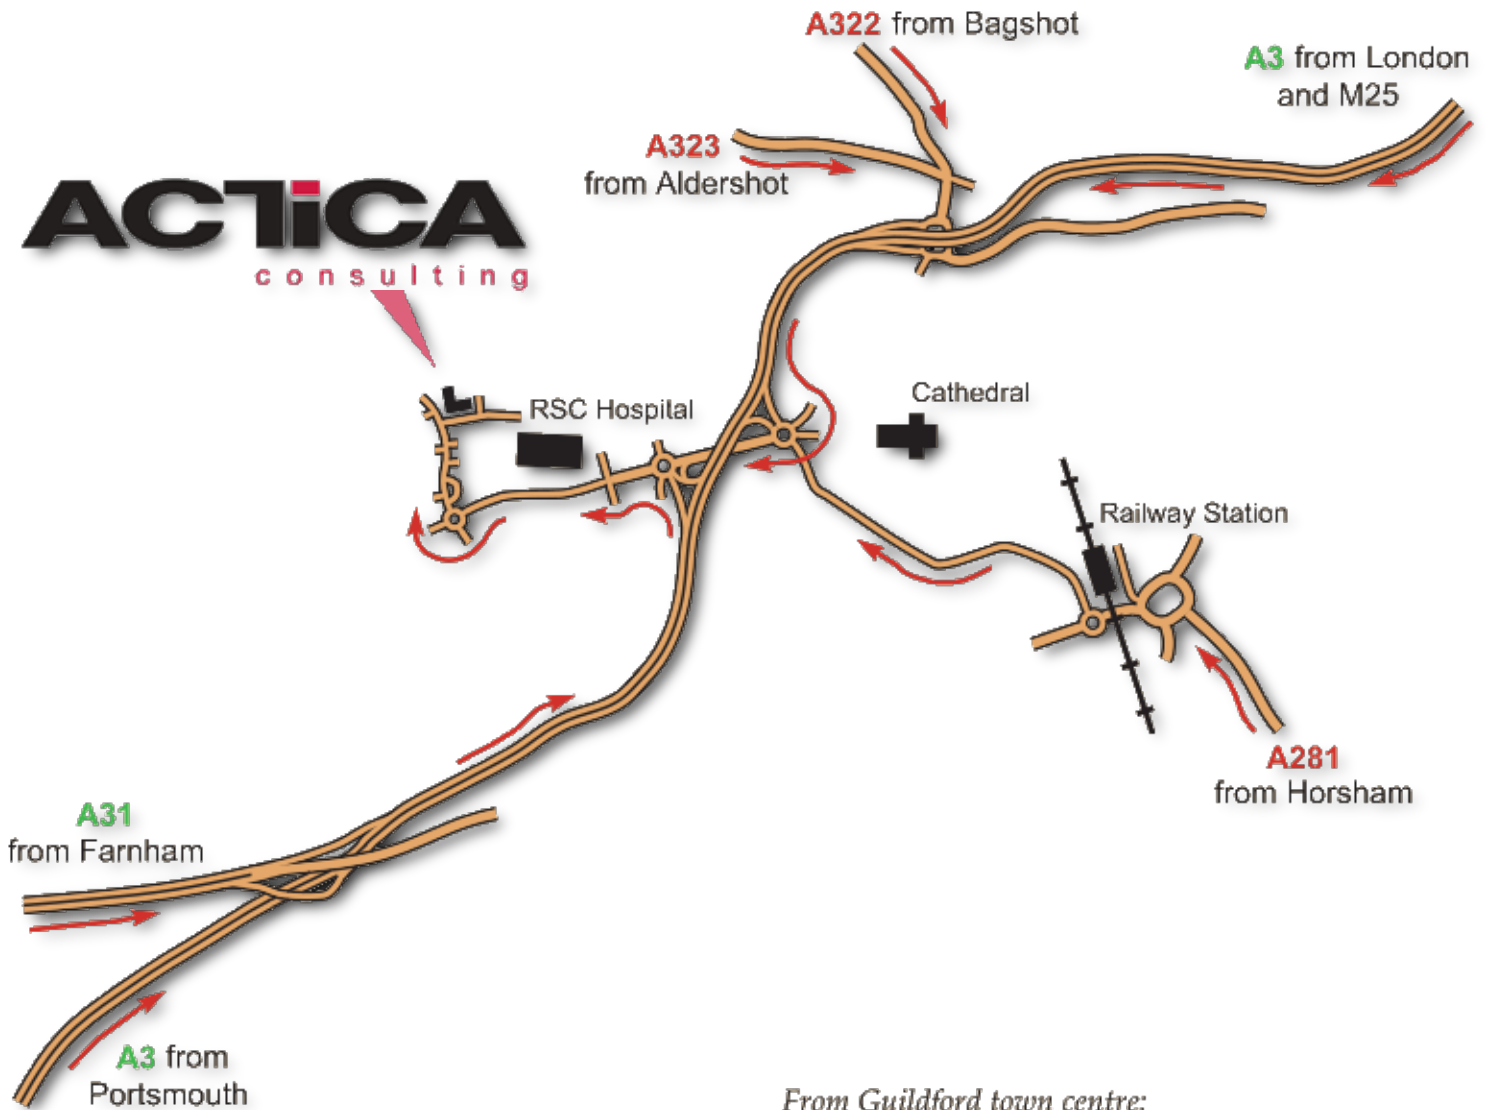 A322 from Bagshot
A3 from London
and M25
A323
from Aldershot
ACTiCA
consulting
Cathedral
RSC Hospital
Railway Station
A281
from Horsham
A31
from Farnham
A3 from
Portsmouth
From Guildford town centre: